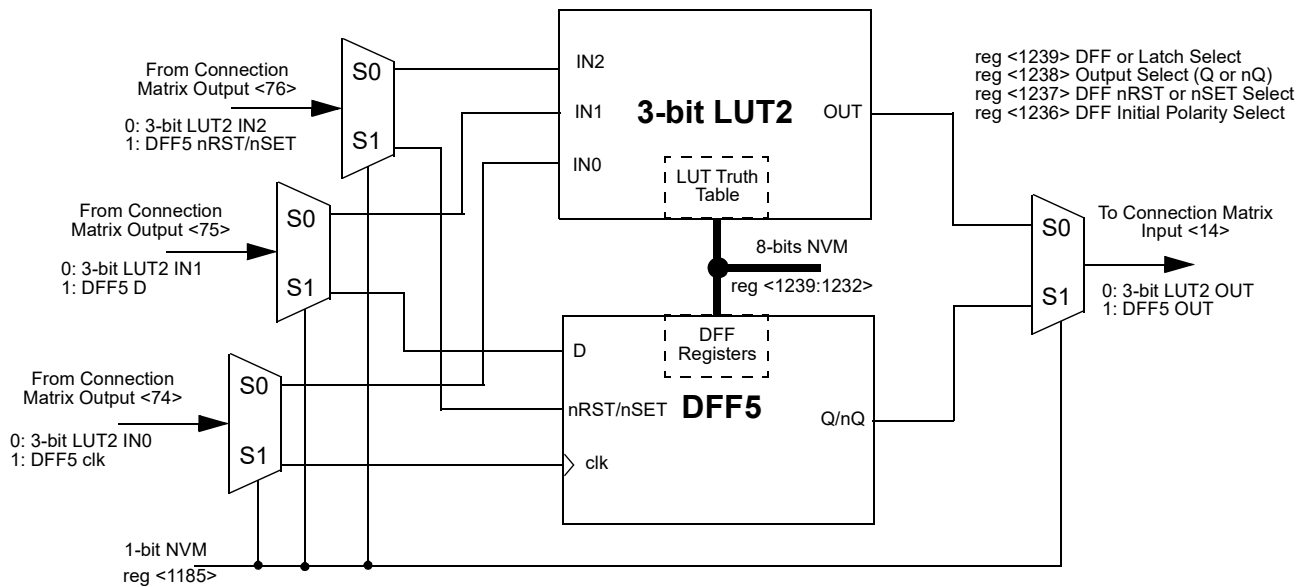 From Connection
Matrix Output <76>
0: 3-bit LUT2 IN2
1: DFF5 nRST/nSET
S0
S1
From Connection
Matrix Output <75>
0: 3-bit LUT2 IN1
1: DFF5 D
S0
S1
From Connection
Matrix Output <74>
0: 3-bit LUT2 IN0
1: DFF5 clk
S0
S1
1-bit NVM
reg <1185>
IN2
IN1
IN0
3-bit LUT2
OUT
LUT Truth
Table
8-bits NVM
reg <1239:1232>
DFF
Registers
D
nRST/nSET
clk
DFF5
Q/nQ
reg <1239> DFF or Latch Select
reg <1238> Output Select (Q or nQ)
reg <1237> DFF nRST or nSET Select
reg <1236> DFF Initial Polarity Select
S0
S1
To Connection Matrix
Input <14>
0: 3-bit LUT2 OUT
1: DFF5 OUT